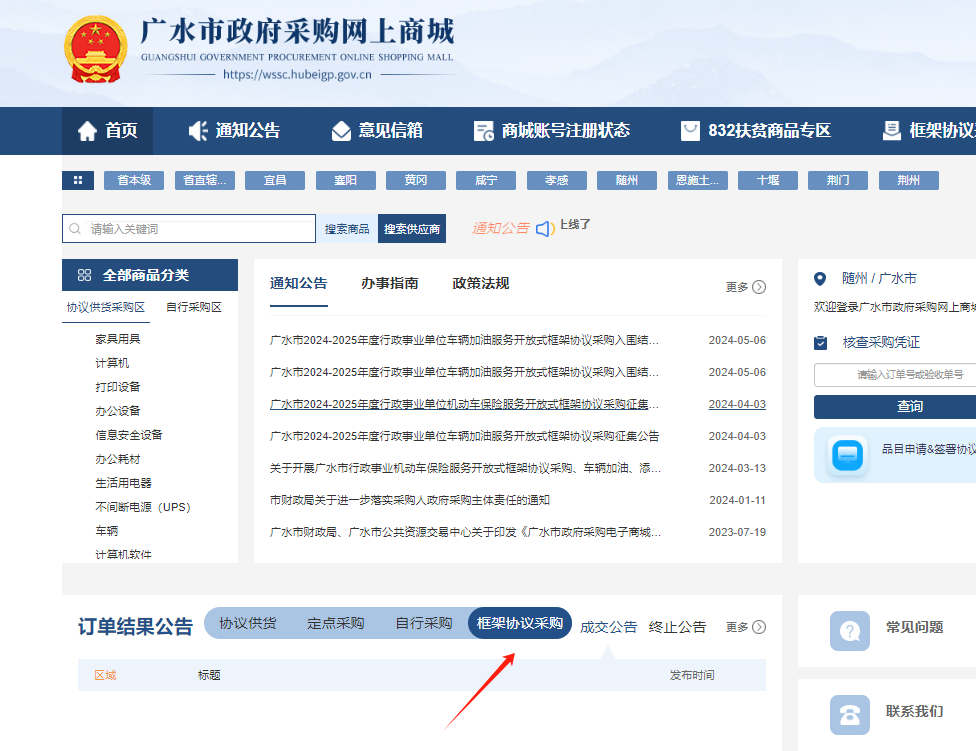 广水市政府采购网上商城
GUANGSHUI GOVERNMENT PROCUREMENT ONLINE SHOPPING MALL
https://wssc.hubeigp.gov.cn
首页 通知公告 意见信箱 商城账号注册状态 832扶贫商品专区 框架协议
省本级 省直辖... 宜昌 襄阳 黄冈 咸宁 孝感 随州 恩施土... 十堰 荆门 荆州
请输入关键词 搜索商品 搜索供应商 通知公告 上线了
全部商品分类
协议供货采购区 自行采购区
家具用具
计算机
打印设备
办公设备
信息安全设备
办公耗材
生活用电器
不间断电源（UPS）
车辆
计算机软件
通知公告 办事指南 政策法规 更多
广水市2024-2025年度行政事业单位车辆加油服务开放式框架协议采购入围结... 2024-05-06
广水市2024-2025年度行政事业单位车辆加油服务开放式框架协议采购入围结... 2024-05-06
广水市2024-2025年度行政事业单位机动车保险服务开放式框架协议采购征集... 2024-04-03
广水市2024-2025年度行政事业单位车辆加油服务开放式框架协议采购征集公告 2024-04-03
关于开展广水市行政事业机动车保险服务开放式框架协议采购、车辆加油、添... 2024-03-13
市财政局关于进一步落实采购人政府采购主体责任的通知 2024-01-11
广水市财政局、广水市公共资源交易中心关于印发《广水市政府采购电子商城... 2023-07-19
随州 / 广水市
欢迎登录广水市政府采购网上商城
核查采购凭证
请输入订单号或验收单号
查询
品目申请&签署协议
订单结果公告 协议供货 定点采购 自行采购 框架协议采购 成交公告 终止公告 更多
区域 标题 发布时间
常见问题
联系我们